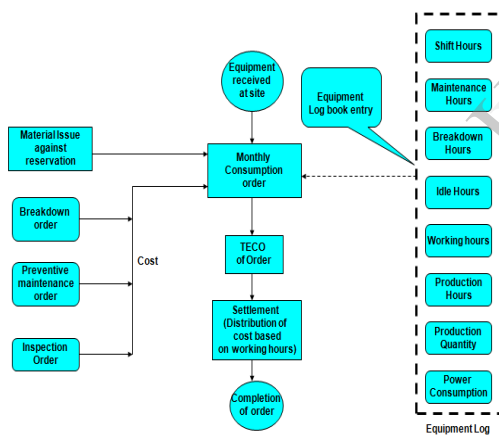 Equipment
received
at site
Equipment
Log book entry
Shift Hours
Maintenance
Hours
Breakdown
Hours
Idle Hours
Working hours
Production
Hours
Production
Quantity
Power
Consumption
Equipment Log
Material Issue
against
reservation
Monthly
Consumption
order
Breakdown
order
Preventive
maintenance
order
Inspection
Order
Cost
TECO
of Order
Settlement
(Distribution of
cost based
on working hours)
Completion
of order